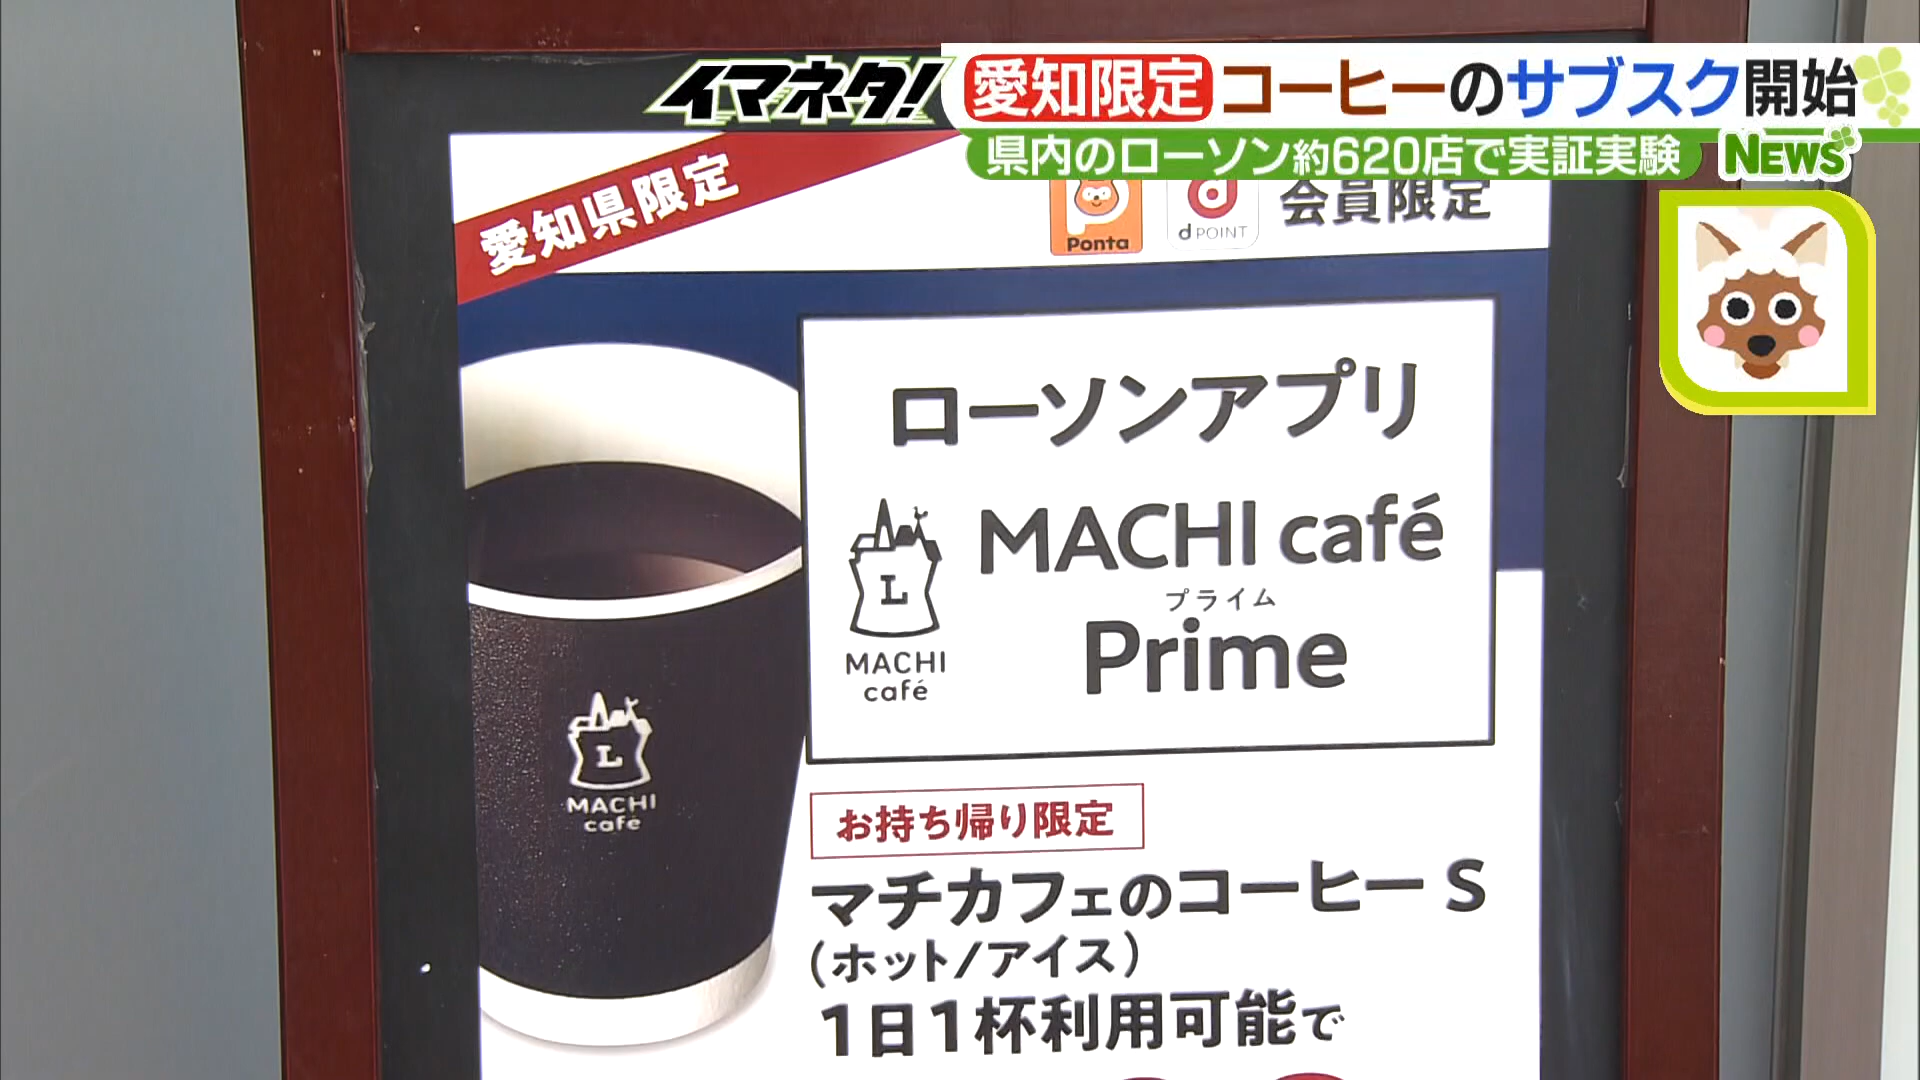 イマネタ!
愛知限定 コーヒーのサブスク開始
県内のローソン約620店で実証実験
NEWS
愛知県限定
Ponta
d POINT
会員限定
ローソンアプリ
MACHI café
プライム
Prime
L
MACHI
café
L
MACHI
café
お持ち帰り限定
マチカフェのコーヒー S
(ホット/アイス)
1日1杯利用可能で